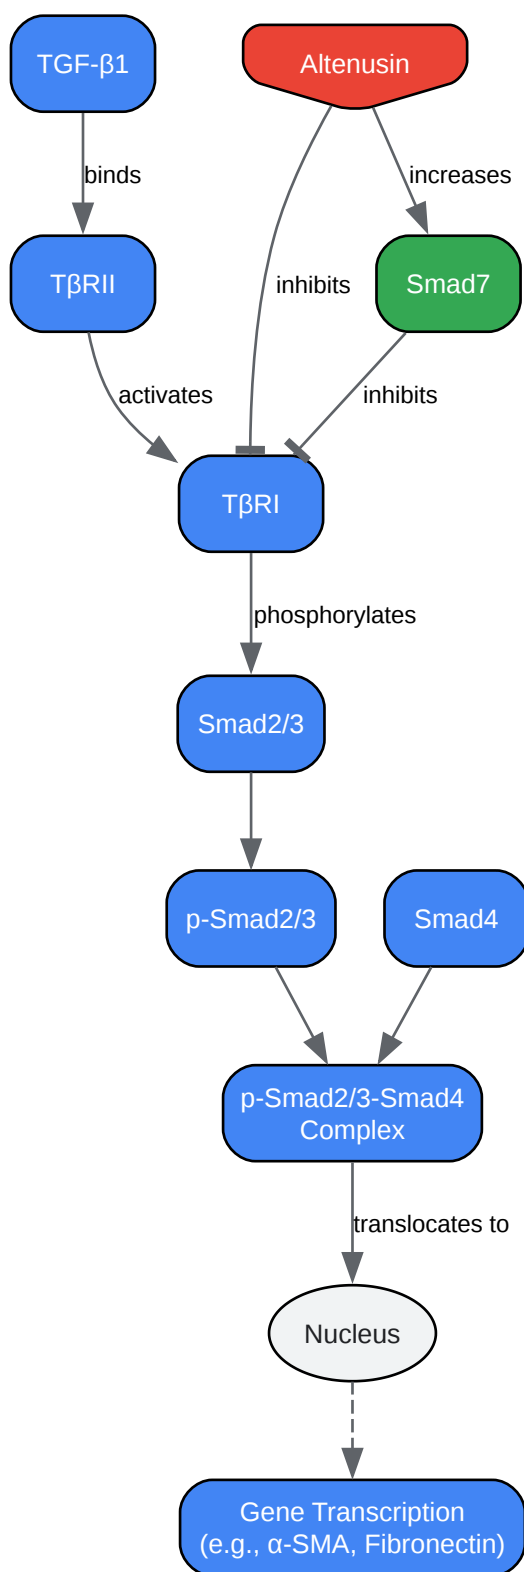 TGF-β1
Altenusin
binds
increases
TβRII
inhibits
Smad7
activates
inhibits
TβRI
phosphorylates
Smad2/3
p-Smad2/3
Smad4
p-Smad2/3-Smad4
Complex
translocates to
Nucleus
Gene Transcription
(e.g., α-SMA, Fibronectin)